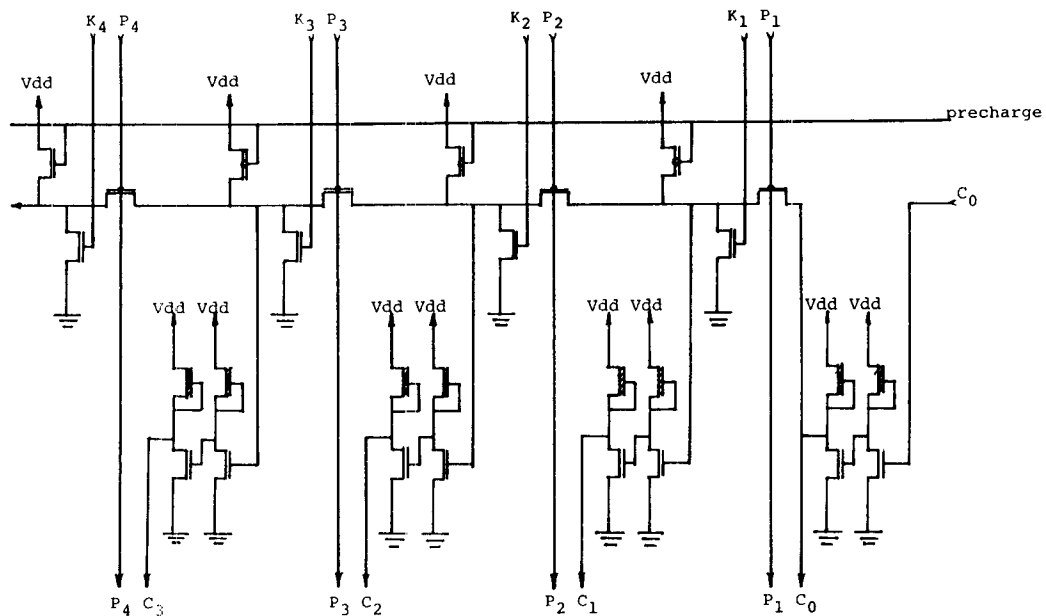 K4 P4 K3 P3 K2 P2 K1 P1
Vdd Vdd Vdd Vdd
precharge
C0
Vdd Vdd Vdd Vdd Vdd Vdd Vdd Vdd
P4 C3 P3 C2 P2 C1 P1 C0